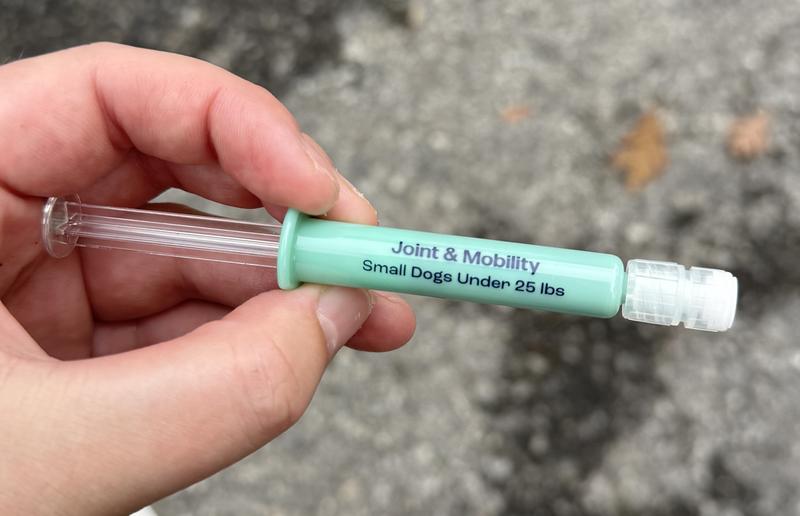 Joint & Mobility
Small Dogs Under 25 lbs